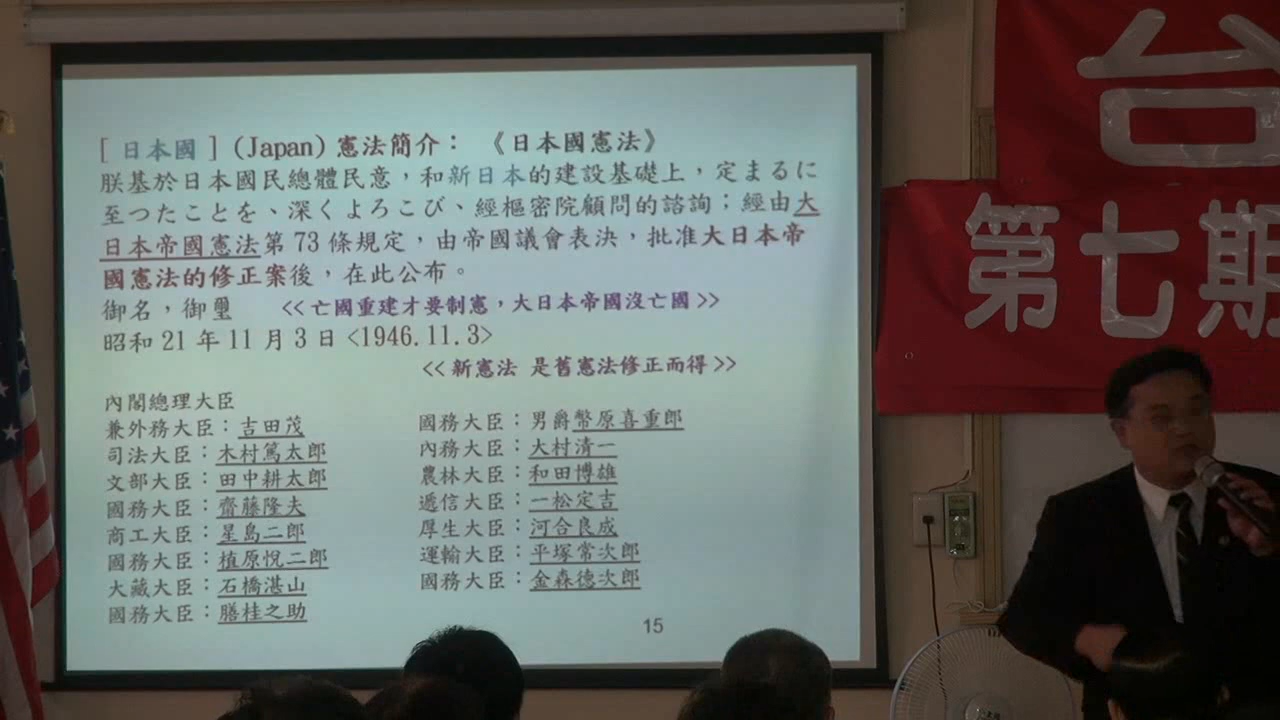 [ 日本國 ] (Japan) 憲法簡介： 《日本國憲法》
朕基於日本國民總體民意，和新日本的建設基礎上，定まるに
至つたことを、深くよろこび、經樞密院顧問的諮詢；經由大
日本帝國憲法第 73 條規定，由帝國議會表決，批准大日本帝
國憲法的修正案後，在此公布。
御名，御璽 <<亡國重建才要制憲，大日本帝國沒亡國>>
昭和 21 年 11 月 3 日 <1946.11.3>
<<新憲法 是舊憲法修正而得>>
內閣總理大臣
兼外務大臣：吉田茂
司法大臣：木村篤太郎
文部大臣：田中耕太郎
國務大臣：齋藤隆夫
商工大臣：星島二郎
國務大臣：植原悅二郎
大藏大臣：石橋湛山
國務大臣：膳桂之助
國務大臣：男爵幣原喜重郎
內務大臣：大村清一
農林大臣：和田博雄
遞信大臣：一松定吉
厚生大臣：河合良成
運輸大臣：平塚常次郎
國務大臣：金森德次郎
15
台
第七期